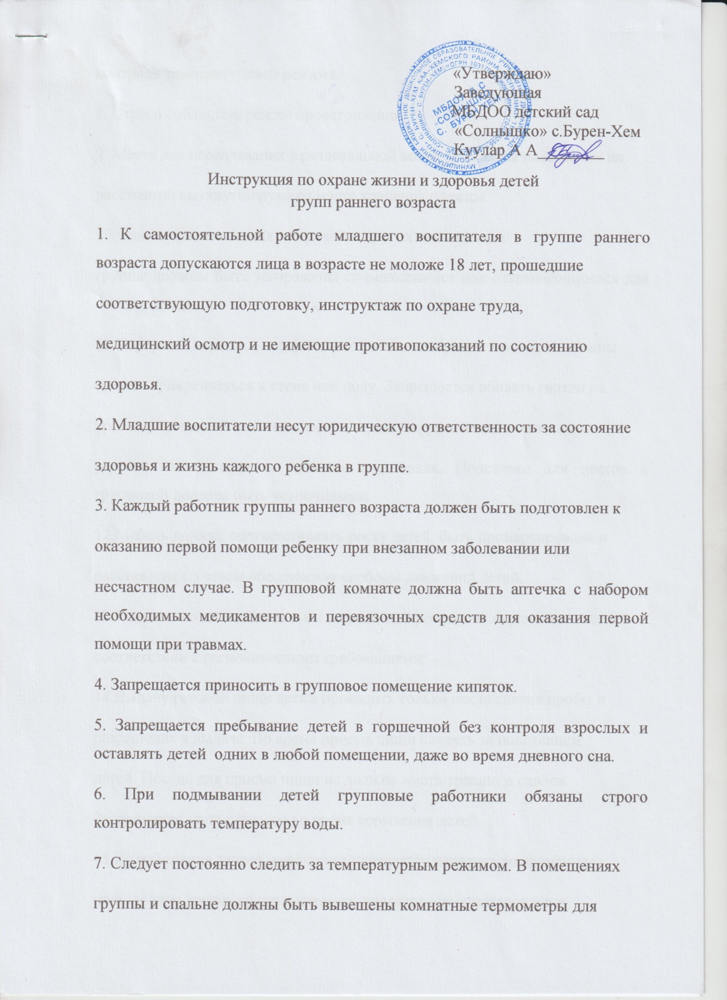 «Утверждаю»
Заведующая
МБДОО детский сад
«Солнышко» с.Бурен-Хем
Куулар А А________
МБДОУ Д/С
«СОЛНЫШКО»
С. БУРЕН-ХЕМ
Инструкция по охране жизни и здоровья детей
групп раннего возраста
1. К самостоятельной работе младшего воспитателя в группе раннего
возраста допускаются лица в возрасте не моложе 18 лет, прошедшие
соответствующую подготовку, инструктаж по охране труда,
медицинский осмотр и не имеющие противопоказаний по состоянию
здоровья.
2. Младшие воспитатели несут юридическую ответственность за состояние
здоровья и жизнь каждого ребенка в группе.
3. Каждый работник группы раннего возраста должен быть подготовлен к
оказанию первой помощи ребенку при внезапном заболевании или
несчастном случае. В групповой комнате должна быть аптечка с набором
необходимых медикаментов и перевязочных средств для оказания первой
помощи при травмах.
4. Запрещается приносить в групповое помещение кипяток.
5. Запрещается пребывание детей в горшечной без контроля взрослых и
оставлять детей одних в любой помещении, даже во время дневного сна.
6. При подмывании детей групповые работники обязаны строго
контролировать температуру воды.
7. Следует постоянно следить за температурным режимом. В помещениях
группы и спальне должны быть вывешены комнатные термометры для